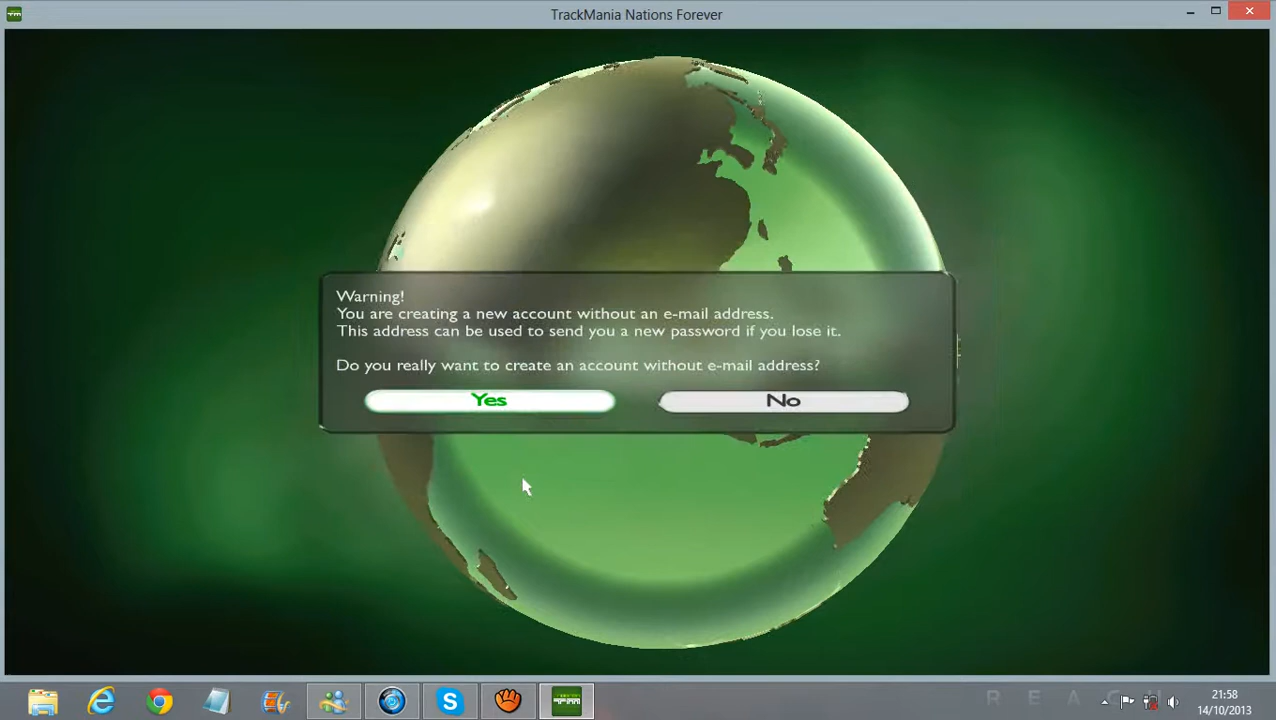 TrackMania Nations Forever
Warning!
You are creating a new account without an e-mail address.
This address can be used to send you a new password if you lose it.
Do you really want to create an account without e-mail address?
Yes
No
R E A C H
21:58
14/10/2013